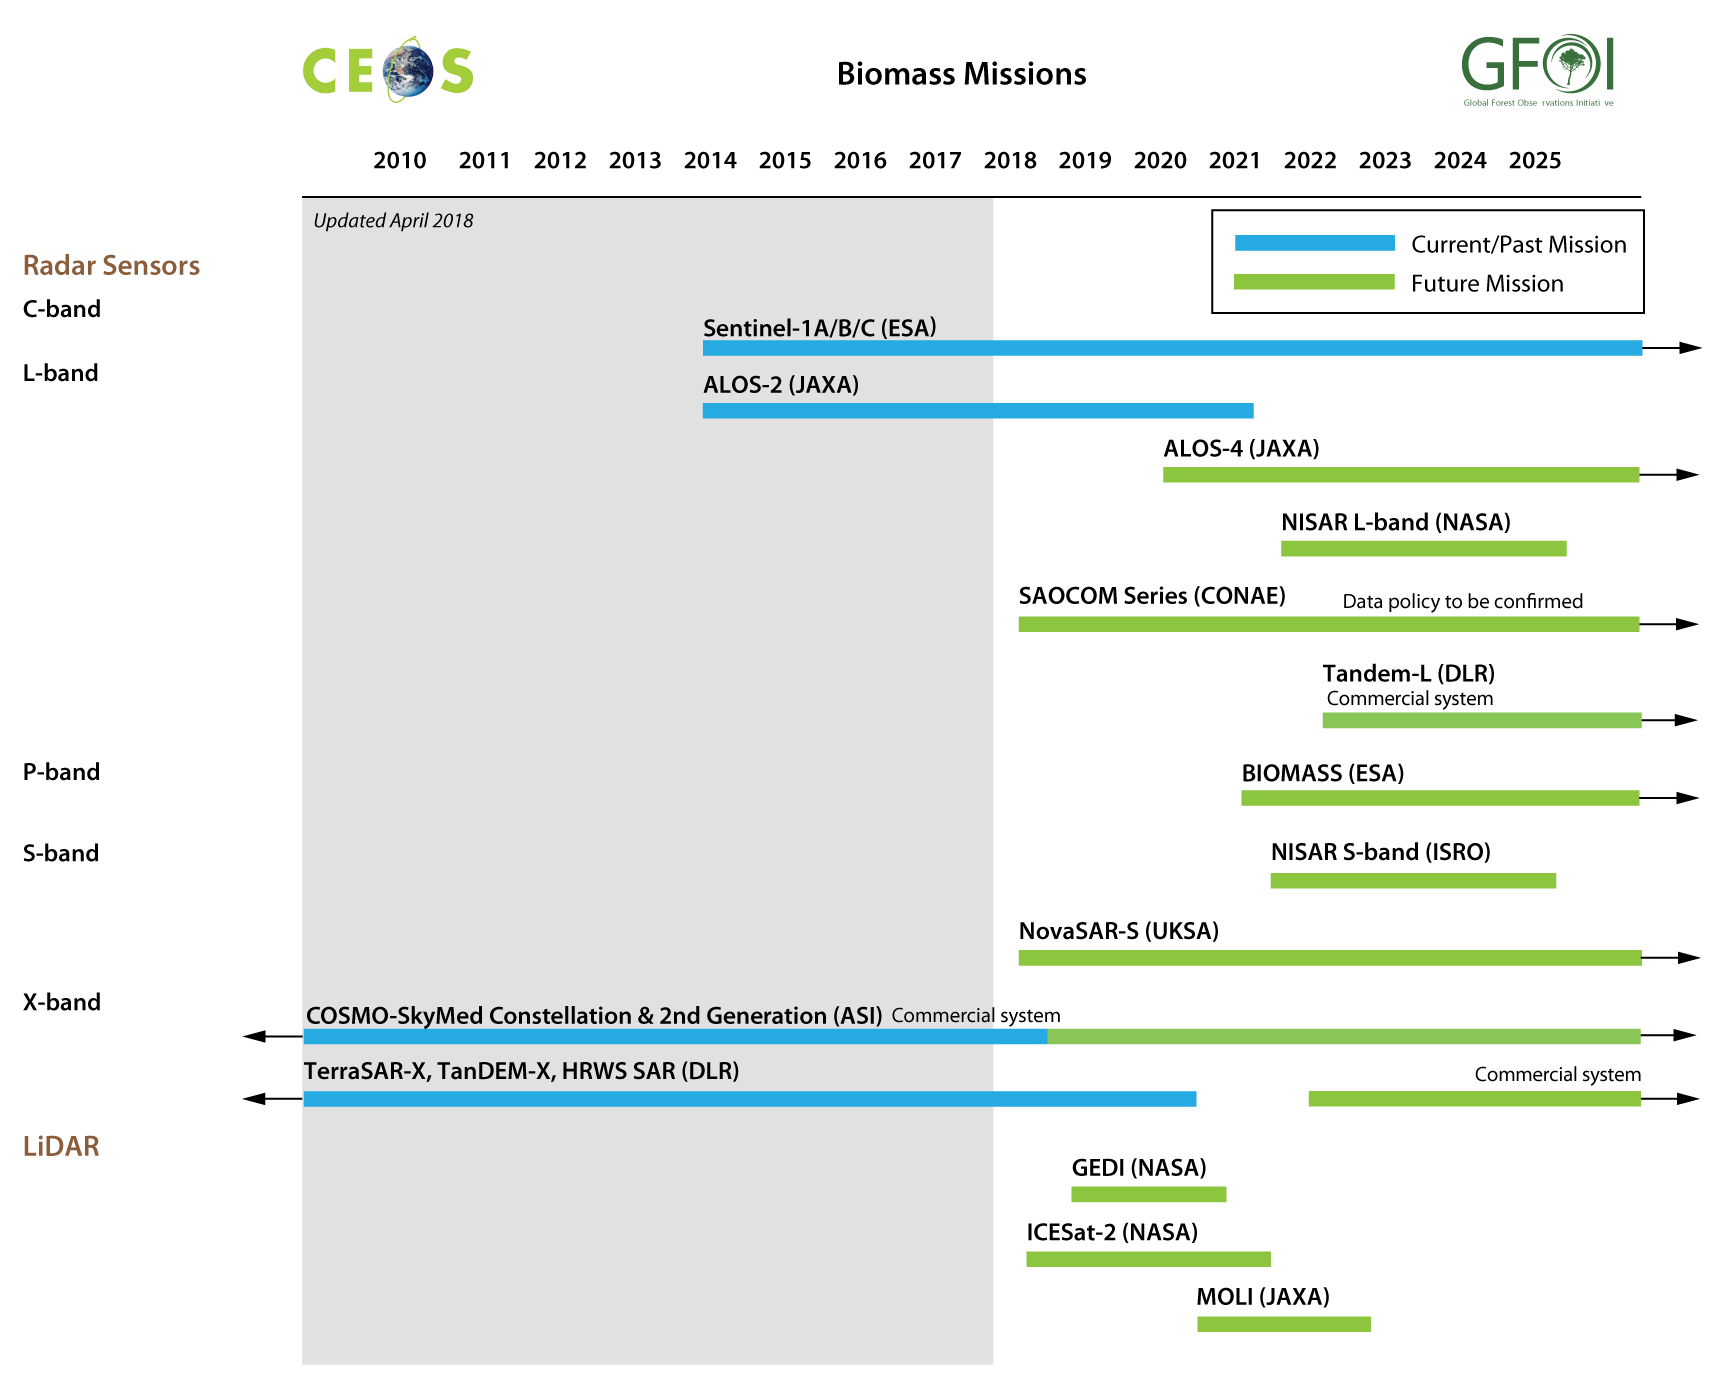 CEOS
Biomass Missions
GFOI
Global Forest Obse rvations Initiati ve
2010 2011 2012 2013 2014 2015 2016 2017 2018 2019 2020 2021 2022 2023 2024 2025
Updated April 2018
Current/Past Mission
Future Mission
Radar Sensors
C-band
Sentinel-1A/B/C (ESA)
L-band
ALOS-2 (JAXA)
ALOS-4 (JAXA)
NISAR L-band (NASA)
SAOCOM Series (CONAE) Data policy to be confirmed
Tandem-L (DLR)
Commercial system
P-band
BIOMASS (ESA)
S-band
NISAR S-band (ISRO)
NovaSAR-S (UKSA)
X-band
COSMO-SkyMed Constellation & 2nd Generation (ASI) Commercial system
TerraSAR-X, TanDEM-X, HRWS SAR (DLR) Commercial system
LiDAR
GEDI (NASA)
ICESat-2 (NASA)
MOLI (JAXA)